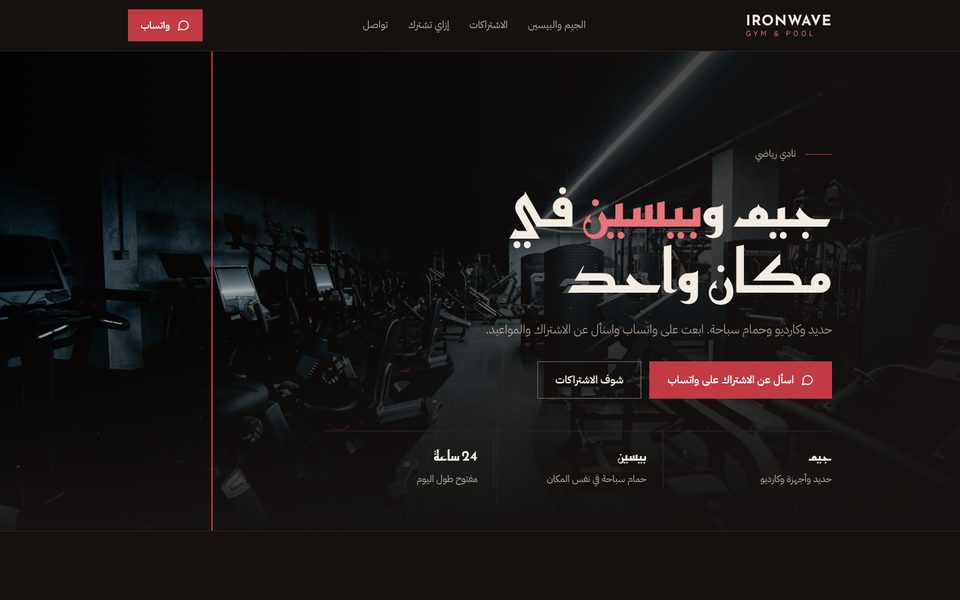 IRONWAVE
GYM & POOL
الجيم والبيسين
الاشتراكات
إزاي تشترك
تواصل
واتساب
نادي رياضي
جيم وبيسين في
مكان واحد
حديد وكارديو وحمام سباحة. ابعت على واتساب واسأل عن الاشتراك والمواعيد.
اسأل عن الاشتراك على واتساب
شوف الاشتراكات
جيم
حديد وأجهزة وكارديو
بيسين
حمام سباحة في نفس المكان
24 ساعة
مفتوح طول اليوم